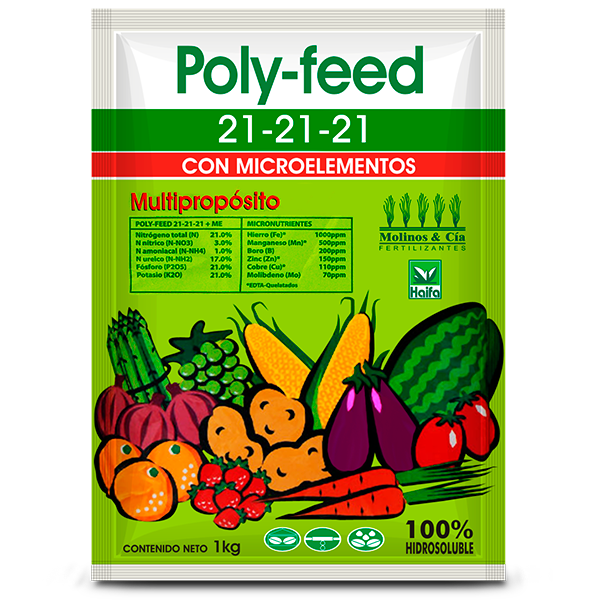 Poly-feed
21-21-21
CON MICROELEMENTOS
Multipropósito
POLY-FEED 21-21-21 + ME
Nitrógeno total (N) 21.0%
N nítrico (N-NO3) 3.0%
N amoniacal (N-NH4) 1.0%
N ureico (N-NH2) 17.0%
Fósforo (P2O5) 21.0%
Potasio (K2O) 21.0%
MICRONUTRIENTES
Hierro (Fe)* 1000ppm
Manganeso (Mn)* 500ppm
Boro (B) 200ppm
Zinc (Zn)* 150ppm
Cobre (Cu)* 110ppm
Molibdeno (Mo) 70ppm
*EDTA-Quelatados
Molinos & Cía
FERTILIZANTES
Haifa
CONTENIDO NETO 1kg
100%
HIDROSOLUBLE